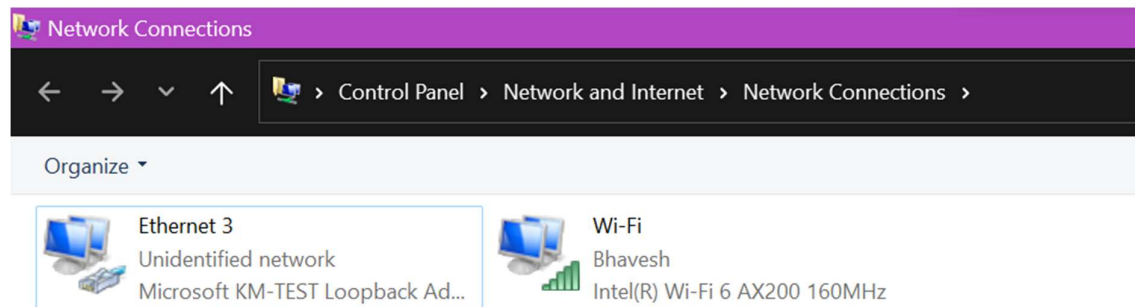 Network Connections
Control Panel > Network and Internet > Network Connections >
Organize
Ethernet 3
Unidentified network
Microsoft KM-TEST Loopback Ad...
Wi-Fi
Bhavesh
Intel(R) Wi-Fi 6 AX200 160MHz